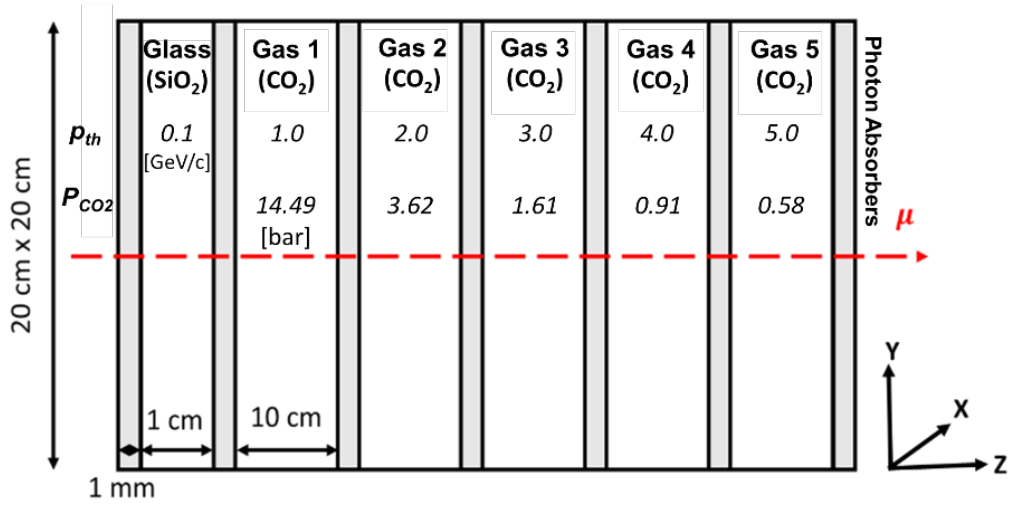 Glass
(SiO₂)
Gas 1
(CO₂)
Gas 2
(CO₂)
Gas 3
(CO₂)
Gas 4
(CO₂)
Gas 5
(CO₂)
Photon Absorbers
pth
0.1
[GeV/c]
1.0
2.0
3.0
4.0
5.0
PCO2
14.49
[bar]
3.62
1.61
0.91
0.58
μ
20 cm x 20 cm
1 cm
10 cm
1 mm
Y
X
Z